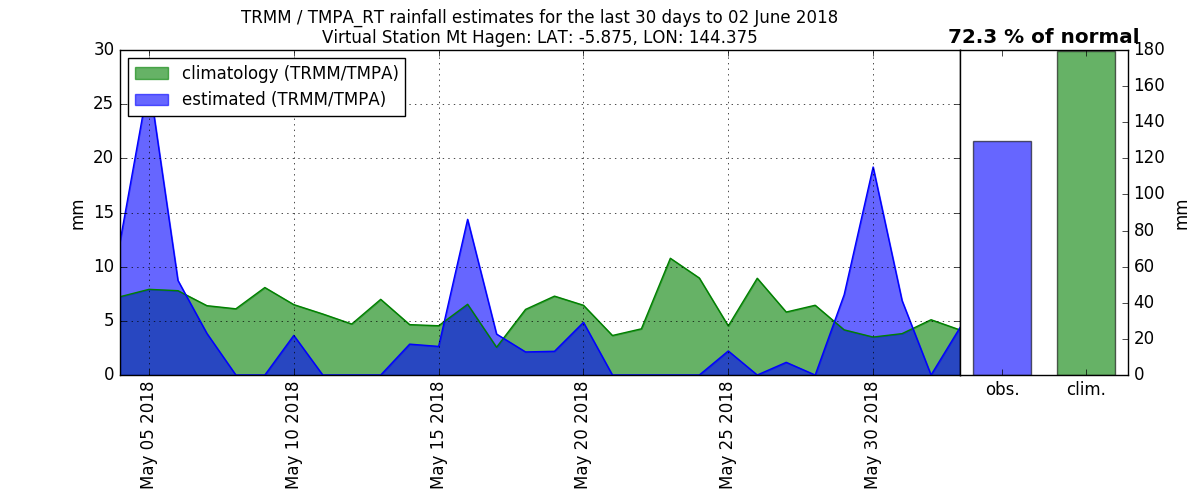 TRMM / TMPA_RT rainfall estimates for the last 30 days to 02 June 2018
Virtual Station Mt Hagen: LAT: -5.875, LON: 144.375
72.3 % of normal
climatology (TRMM/TMPA)
estimated (TRMM/TMPA)
30
25
20
15
10
5
0
mm
May 05 2018
May 10 2018
May 15 2018
May 20 2018
May 25 2018
May 30 2018
obs.
clim.
180
160
140
120
100
80
60
40
20
0
mm